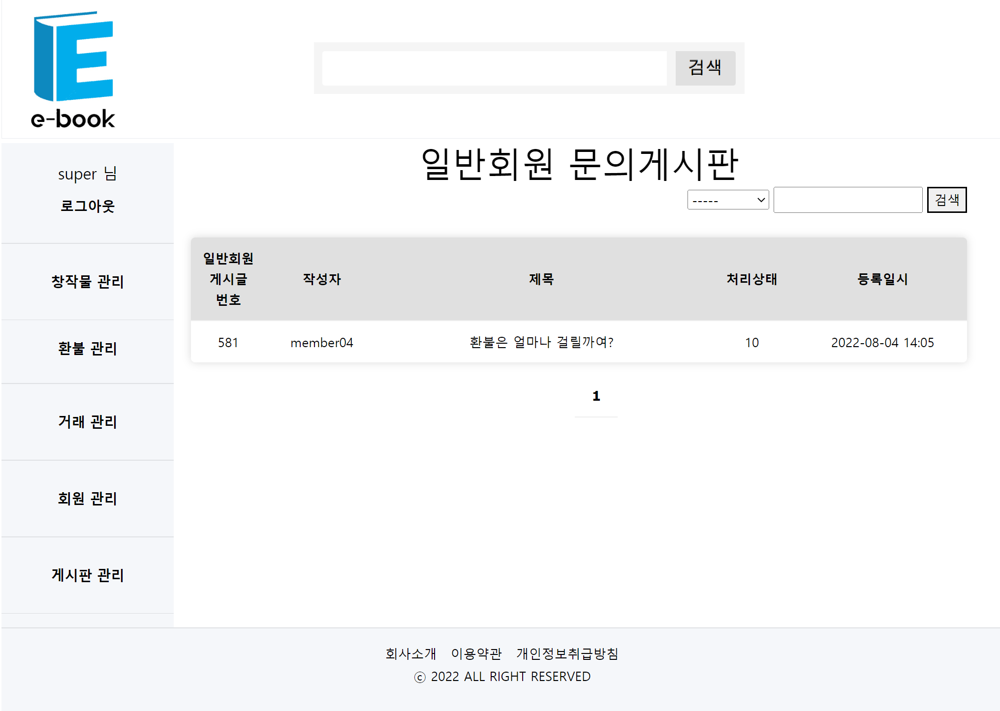 E
e-book
검색
super 님
로그아웃
창작물 관리
환불 관리
거래 관리
회원 관리
게시판 관리
일반회원 문의게시판
----- 검색
일반회원 게시글 번호 작성자 제목 처리상태 등록일시
581 member04 환불은 얼마나 걸릴까여? 10 2022-08-04 14:05
1
회사소개 이용약관 개인정보취급방침
ⓒ 2022 ALL RIGHT RESERVED